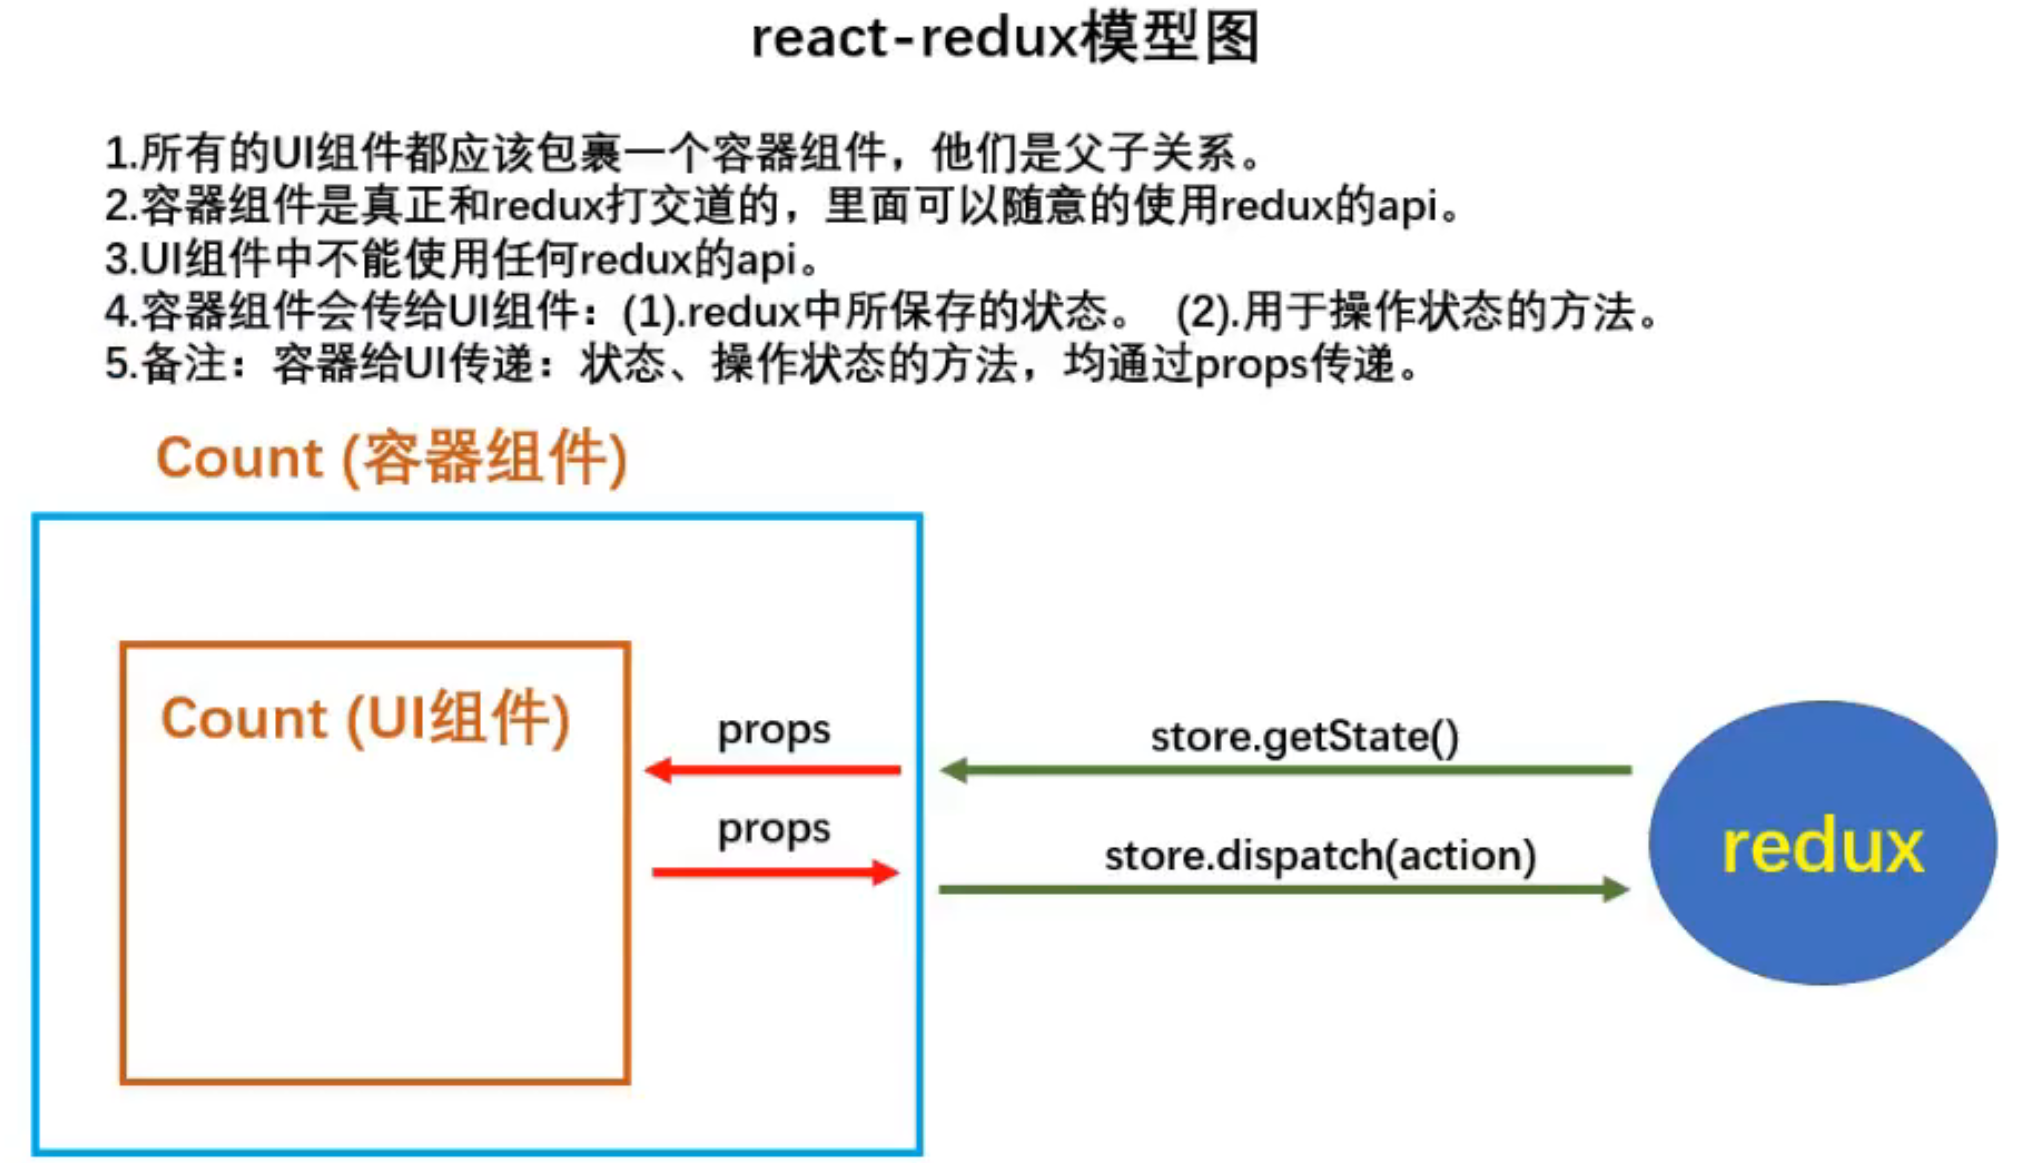 react-redux模型图
1.所有的UI组件都应该包裹一个容器组件，他们是父子关系。
2.容器组件是真正和redux打交道的，里面可以随意的使用redux的api。
3.UI组件中不能使用任何redux的api。
4.容器组件会传给UI组件：(1).redux中所保存的状态。 (2).用于操作状态的方法。
5.备注：容器给UI传递：状态、操作状态的方法，均通过props传递。
Count (容器组件)
Count (UI组件)
props
store.getState()
props
store.dispatch(action)
redux